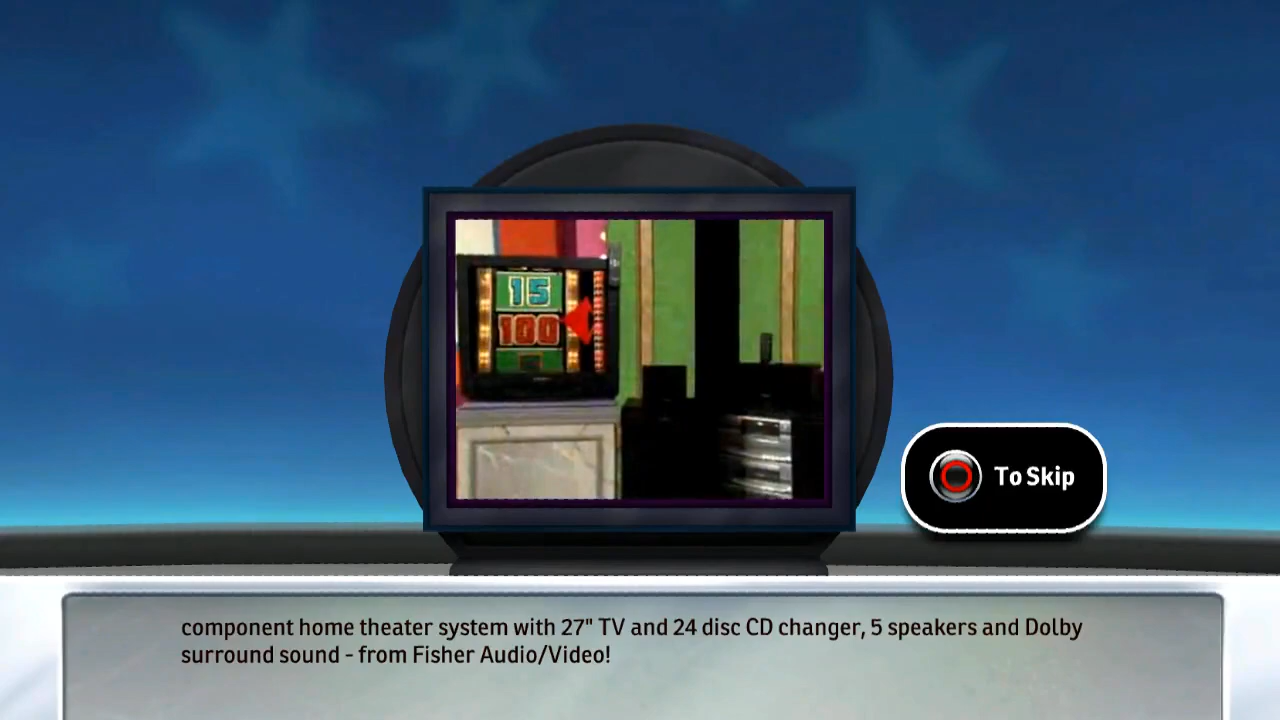 15
100
To Skip
component home theater system with 27" TV and 24 disc CD changer, 5 speakers and Dolby
surround sound - from Fisher Audio/Video!